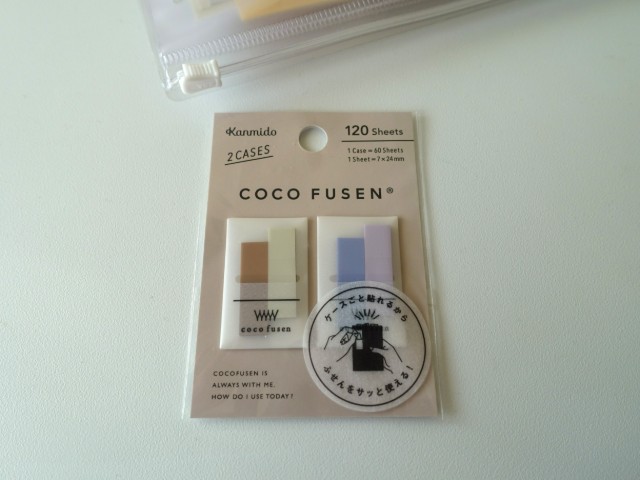 Kanmido
120 Sheets
2 CASES
1 Case = 60 Sheets
1 Sheet = 7 × 24mm
COCO FUSEN®
coco fusen
ケースごと貼れるから
ふせんをサッと使える!
COCOFUSEN IS
ALWAYS WITH ME.
HOW DO I USE TODAY?